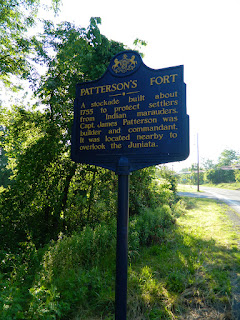 PATTERSON'S FORT
A stockade built about
1755 to protect settlers
from Indian marauders.
Capt. James Patterson was
builder and commandant.
It was located nearby to
overlook the Juniata.